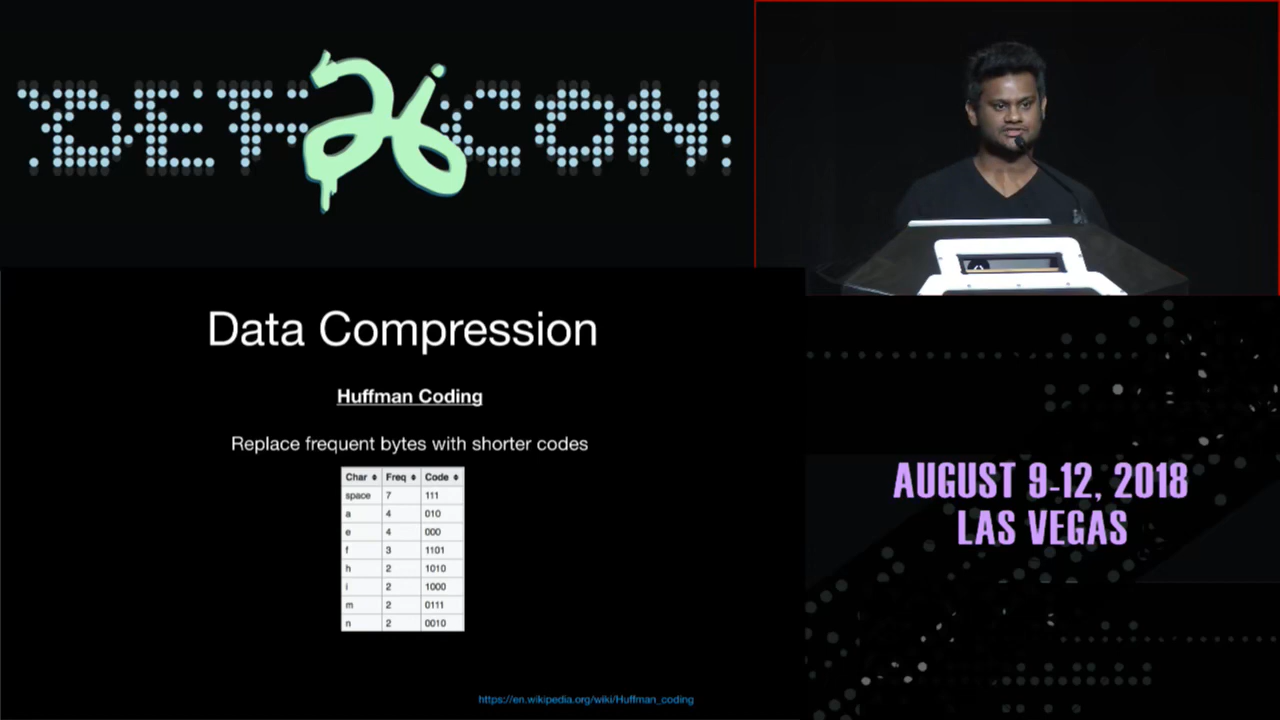 DEF CON
26
AUGUST 9-12, 2018
LAS VEGAS
Data Compression
Huffman Coding
Replace frequent bytes with shorter codes
Char Freq Code
space 7 111
a 4 010
e 4 000
f 3 1101
h 2 1010
i 2 1000
m 2 0111
n 2 0010
https://en.wikipedia.org/wiki/Huffman_coding